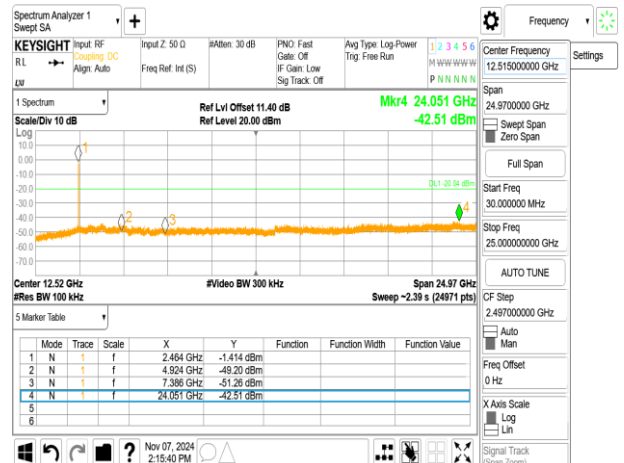 Spectrum Analyzer 1
Swept SA
Frequency
KEYSIGHT
Input: RF
Input Z: 50 Ω
#Atten: 30 dB
PNO: Fast
Avg Type: Log-Power
1 2 3 4 5 6
RL
Coupling: DC
Gate: Off
Trig: Free Run
Align: Auto
Freq Ref: Int (S)
IF Gain: Low
M W W W W W
Sig Track: Off
P N N N N N
LXI
Center Frequency
12.515000000 GHz
Settings
Span
24.9700000 GHz
Swept Span
Zero Span
Full Span
Start Freq
30.000000 MHz
Stop Freq
25.000000000 GHz
AUTO TUNE
CF Step
2.497000000 GHz
Auto
Man
Freq Offset
0 Hz
X Axis Scale
Log
Lin
Signal Track
(Span Zoom)
1 Spectrum
Ref Lvl Offset 11.40 dB
Mkr4 24.051 GHz
Scale/Div 10 dB
Ref Level 20.00 dBm
-42.51 dBm
Log
10.0
0.00
-10.0
-20.0
-30.0
-40.0
-50.0
-60.0
-70.0
1
2
3
4
Center 12.52 GHz
#Video BW 300 kHz
Span 24.97 GHz
#Res BW 100 kHz
Sweep ~2.39 s (24971 pts)
5 Marker Table
Mode Trace Scale X Y Function Function Width Function Value
1 N 1 f 2.464 GHz -1.414 dBm
2 N 1 f 4.924 GHz -49.20 dBm
3 N 1 f 7.386 GHz -51.26 dBm
4 N 1 f 24.051 GHz -42.51 dBm
5
6
?
Nov 07, 2024
2:15:40 PM